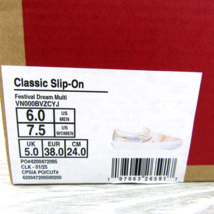 Classic Slip-On
Festival Dream Multi
VN000BVZCYJ
6.0 US MEN
7.5 US WOMEN
UK EUR CM
5.0 38.0 24.0
PO#4200472095
CLK - 01/25
CPSIA PO/CUT#
420047209500200